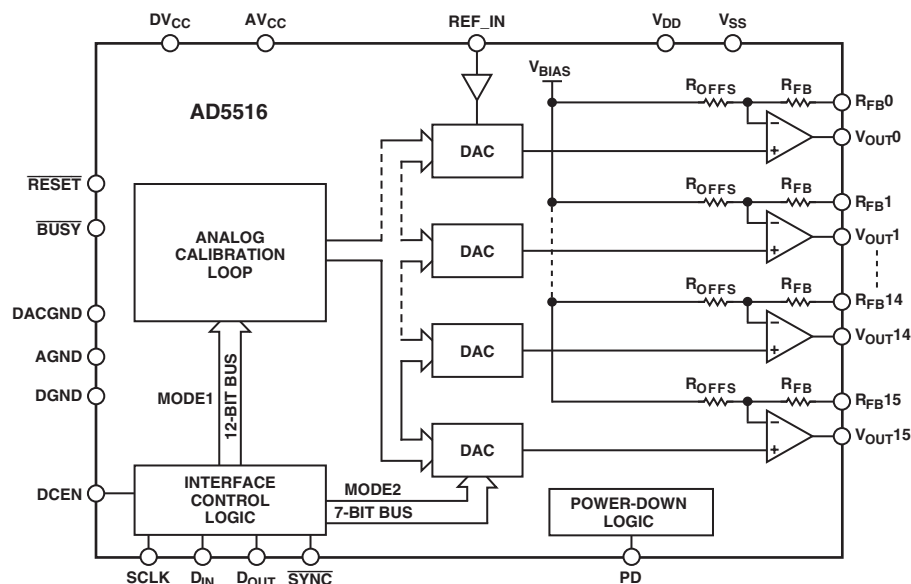 DVCC
AVCC
REF_IN
VDD
VSS
AD5516
VBIAS
ROFFS
RFB
RFB0
VOUT0
DAC
RESET
BUSY
ANALOG
CALIBRATION
LOOP
ROFFS
RFB
RFB1
VOUT1
DAC
DACGND
AGND
DGND
ROFFS
RFB
RFB14
VOUT14
DAC
MODE1
12-BIT BUS
ROFFS
RFB
RFB15
VOUT15
DAC
DCEN
INTERFACE
CONTROL
LOGIC
MODE2
7-BIT BUS
POWER-DOWN
LOGIC
SCLK
DIN
DOUT
SYNC
PD